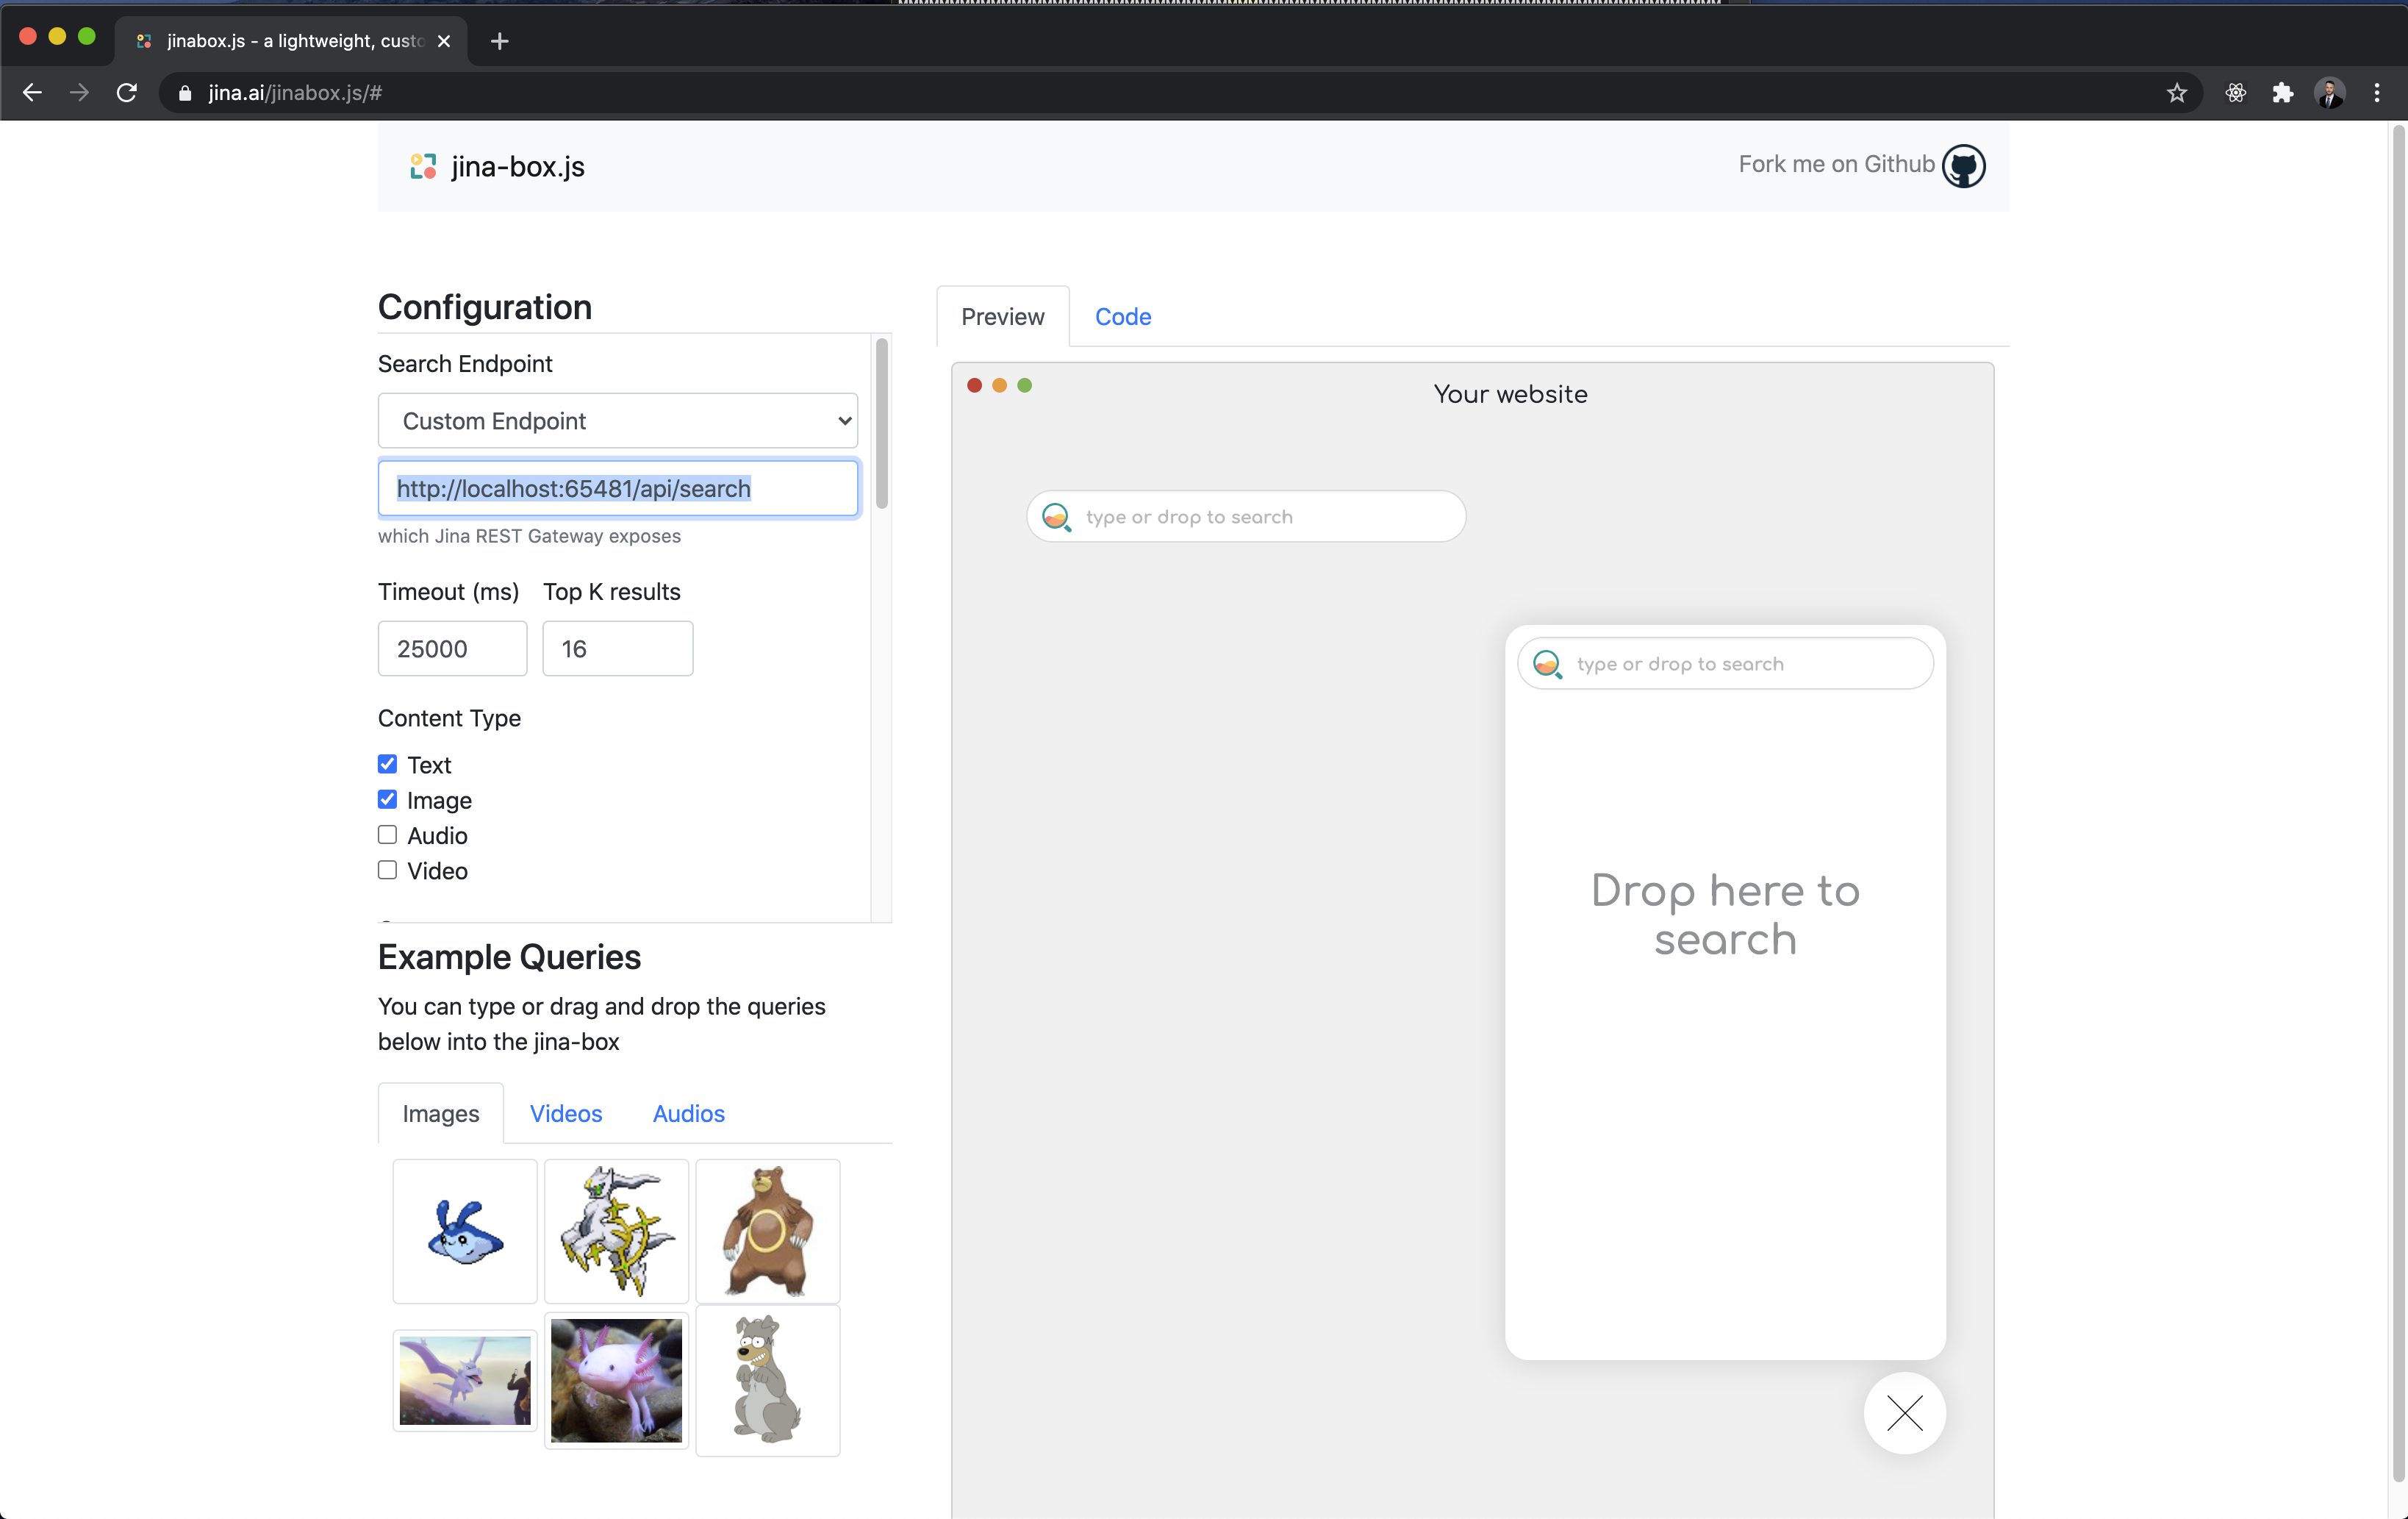 jinabox.js - a lightweight, custo
jina.ai/jinabox.js/#
jina-box.js
Fork me on Github
Configuration
Search Endpoint
Custom Endpoint
http://localhost:65481/api/search
which Jina REST Gateway exposes
Timeout (ms) Top K results
25000 16
Content Type
Text
Image
Audio
Video
Example Queries
You can type or drag and drop the queries
below into the jina-box
Images Videos Audios
Preview Code
Your website
type or drop to search
type or drop to search
Drop here to
search